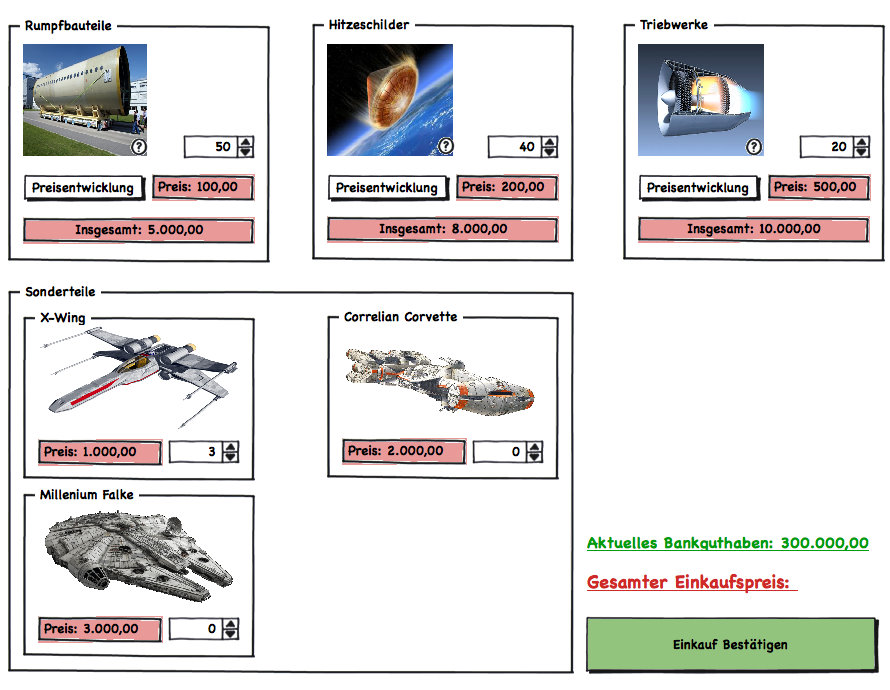 Rumpfbauteile
?
50
Preisentwicklung
Preis: 100,00
Insgesamt: 5.000,00
Hitzeschilder
?
40
Preisentwicklung
Preis: 200,00
Insgesamt: 8.000,00
Triebwerke
?
20
Preisentwicklung
Preis: 500,00
Insgesamt: 10.000,00
Sonderteile
X-Wing
Preis: 1.000,00
3
Correlian Corvette
Preis: 2.000,00
0
Millenium Falke
Preis: 3.000,00
0
Aktuelles Bankguthaben: 300.000,00
Gesamter Einkaufspreis:
Einkauf Bestätigen